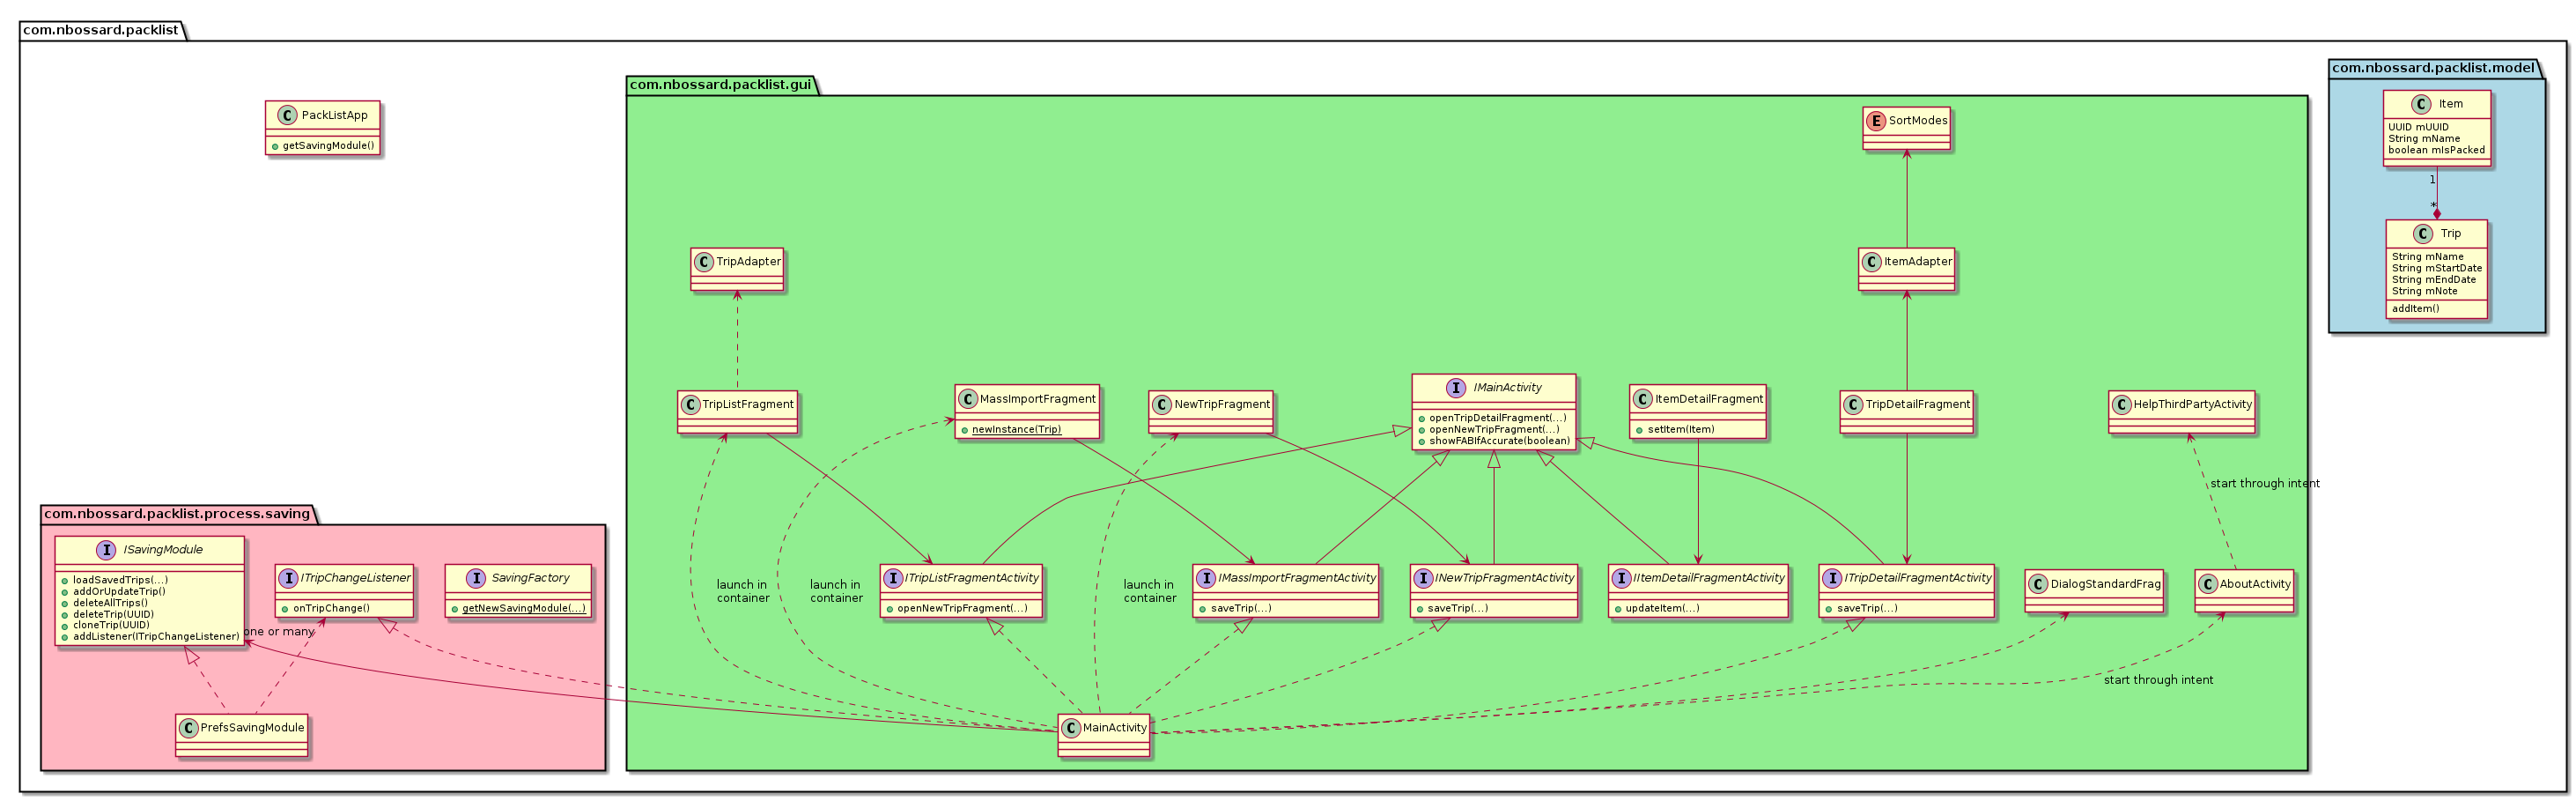 com.nbossard.packlist
com.nbossard.packlist.model
com.nbossard.packlist.gui
C Item
UUID mUUID
String mName
boolean mIsPacked
1
*
C Trip
String mName
String mStartDate
String mEndDate
String mNote
addItem()
C PackListApp
getSavingModule()
E SortModes
C TripAdapter
C ItemAdapter
C TripListFragment
C MassImportFragment
newInstance(Trip)
C NewTripFragment
I IMainActivity
openTripDetailFragment(...)
openNewTripFragment(...)
showFABIfAccurate(boolean)
C ItemDetailFragment
setItem(Item)
C TripDetailFragment
C HelpThirdPartyActivity
start through intent
com.nbossard.packlist.process.saving
I ISavingModule
loadSavedTrips(...)
addOrUpdateTrip()
deleteAllTrips()
deleteTrip(UUID)
cloneTrip(UUID)
addListener(ITripChangeListener)
one or many
I ITripChangeListener
onTripChange()
I SavingFactory
getNewSavingModule(...)
launch in
container
launch in
container
launch in
container
I ITripListFragmentActivity
openNewTripFragment(...)
I IMassImportFragmentActivity
saveTrip(...)
I INewTripFragmentActivity
saveTrip(...)
I IItemDetailFragmentActivity
updateItem(...)
I ITripDetailFragmentActivity
saveTrip(...)
C DialogStandardFrag
C AboutActivity
start through intent
C PrefsSavingModule
C MainActivity